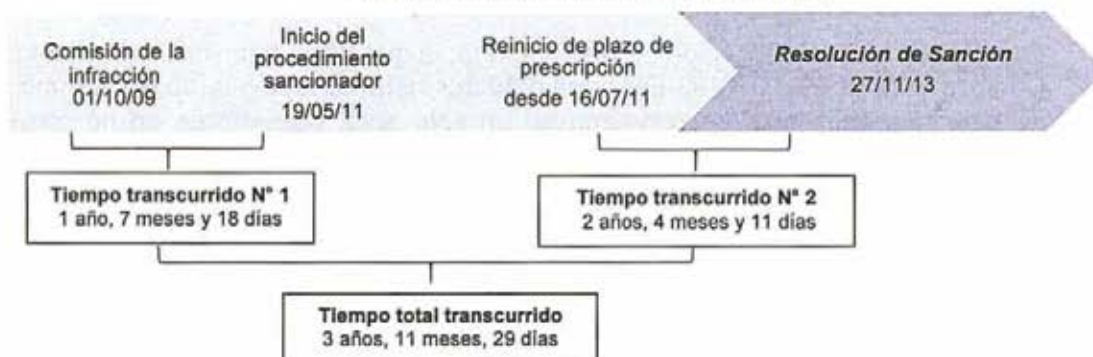 Comisión de la
infracción
01/10/09
Inicio del
procedimiento
sancionador
19/05/11
Reinicio de plazo de
prescripción
desde 16/07/11
Resolución de Sanción
27/11/13
Tiempo transcurrido N° 1
1 año, 7 meses y 18 días
Tiempo transcurrido N° 2
2 años, 4 meses y 11 días
Tiempo total transcurrido
3 años, 11 meses, 29 días